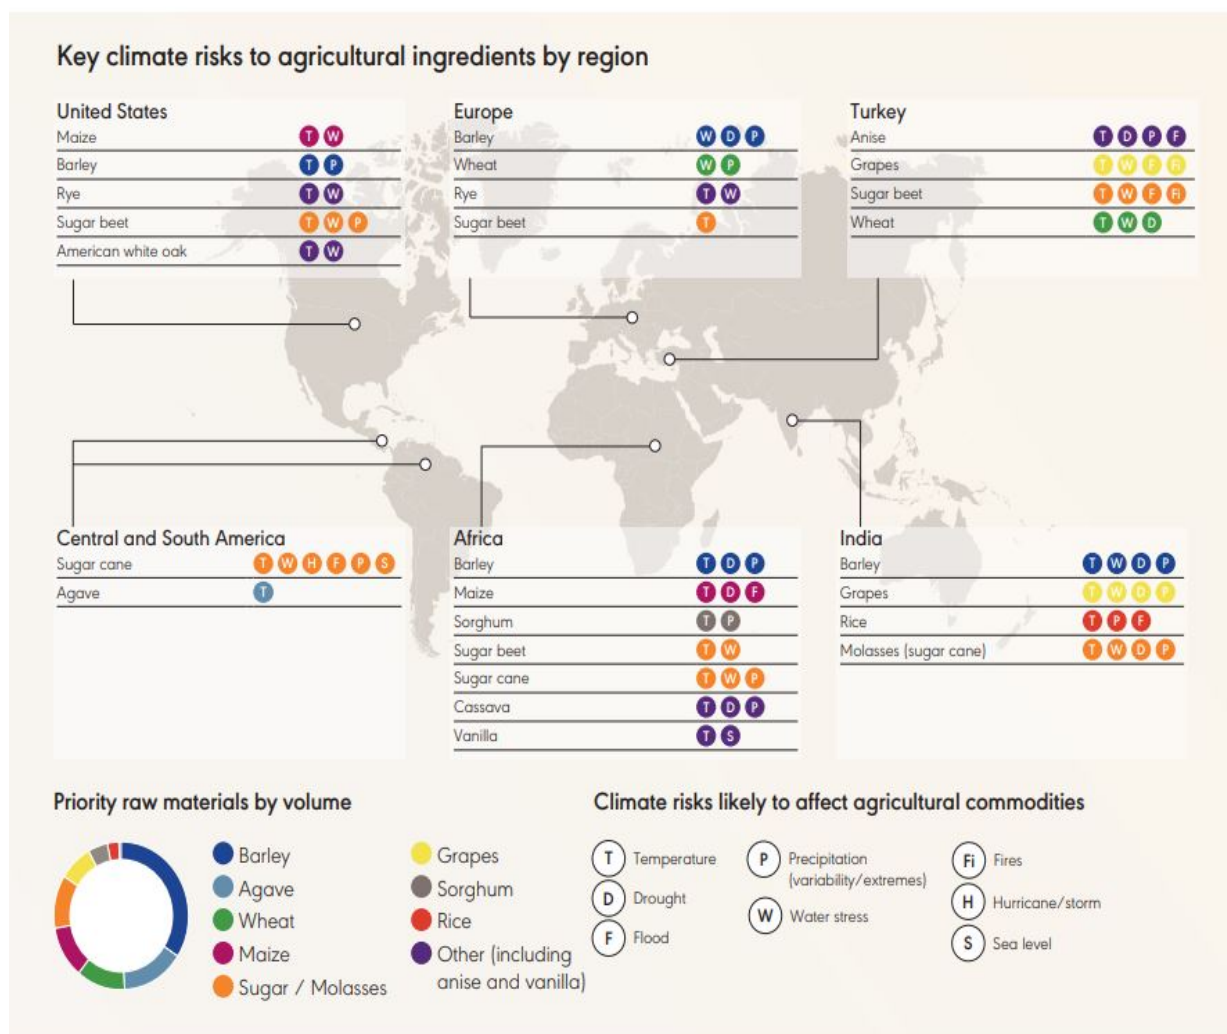 Key climate risks to agricultural ingredients by region
United States
Maize T W
Barley T P
Rye T W
Sugar beet T W P
American white oak T W
Europe
Barley W D P
Wheat W P
Rye T W
Sugar beet T
Turkey
Anise T D P F
Grapes T W F Fi
Sugar beet T W F Fi
Wheat T W D
Central and South America
Sugar cane T W H F P S
Agave T
Africa
Barley T D P
Maize T D F
Sorghum T P
Sugar beet T W
Sugar cane T W P
Cassava T D P
Vanilla T S
India
Barley T W D P
Grapes T W D P
Rice T P F
Molasses (sugar cane) T W D P
Priority raw materials by volume
Barley
Agave
Wheat
Maize
Sugar / Molasses
Grapes
Sorghum
Rice
Other (including
anise and vanilla)
Climate risks likely to affect agricultural commodities
T Temperature
D Drought
F Flood
P Precipitation
(variability/extremes)
W Water stress
Fi Fires
H Hurricane/storm
S Sea level